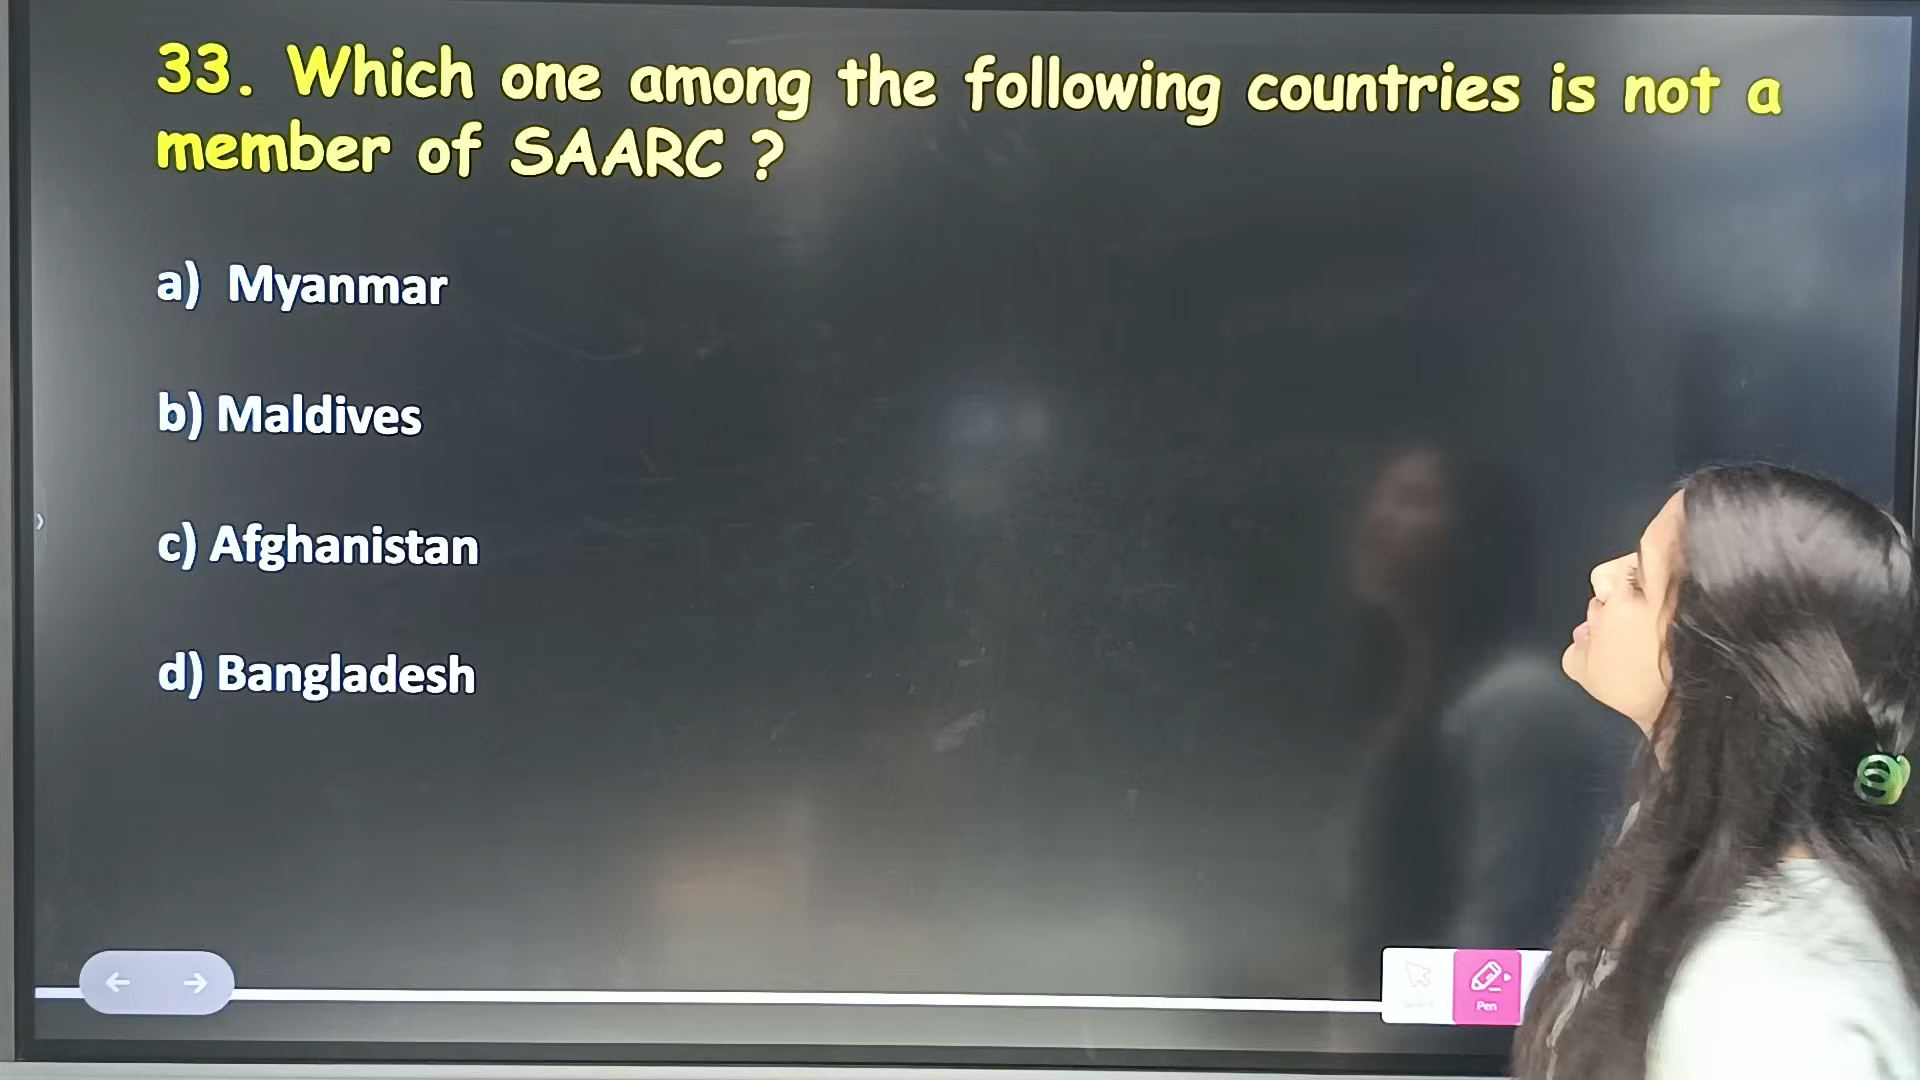 33. Which one among the following countries is not a
member of SAARC ?
a) Myanmar
b) Maldives
c) Afghanistan
d) Bangladesh
Pen